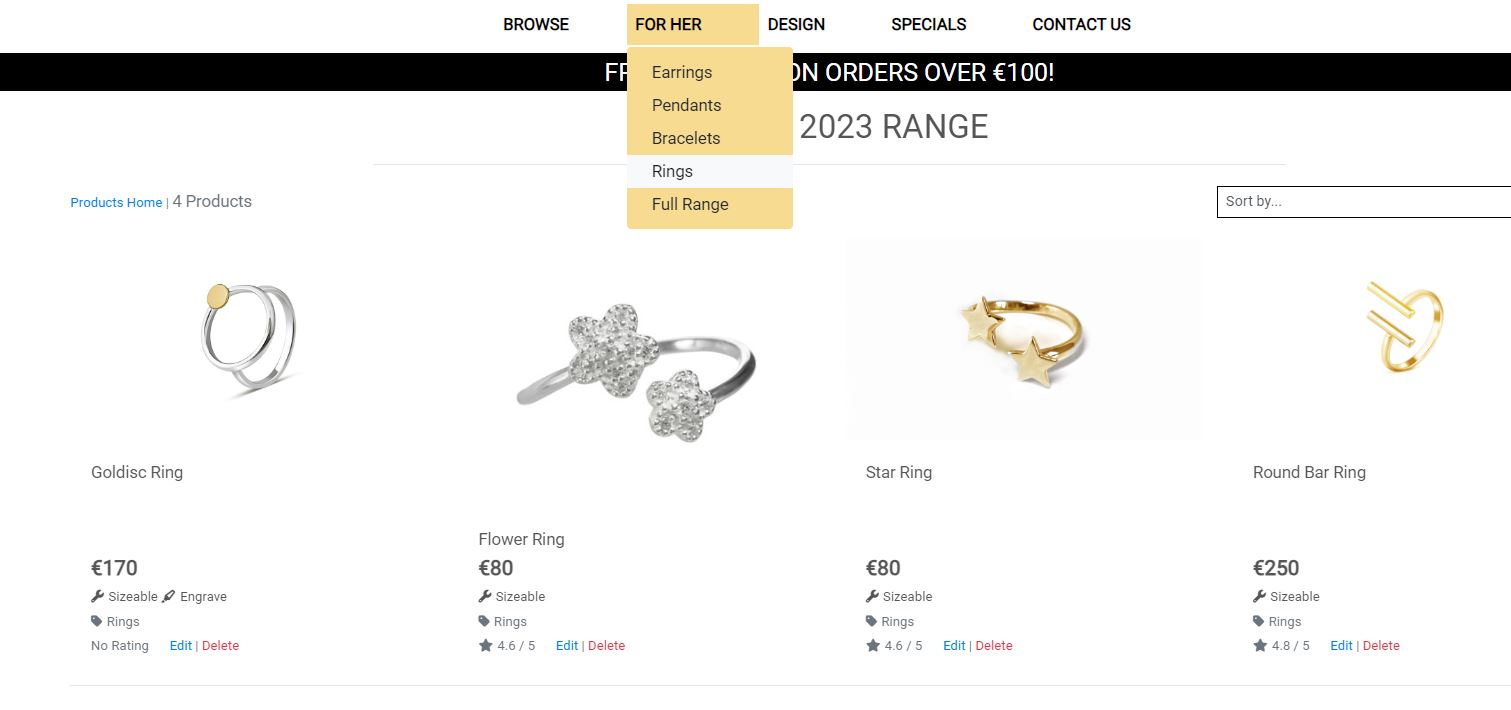 BROWSE FOR HER DESIGN SPECIALS CONTACT US
ON ORDERS OVER €100!
Earrings
Pendants
2023 RANGE
Bracelets
Rings
Products Home | 4 Products
Sort by...
Full Range
Goldisc Ring
Star Ring
Round Bar Ring
Flower Ring
€170 €80 €80 €250
Sizeable Engrave Sizeable Sizeable Sizeable
Rings Rings Rings Rings
No Rating Edit | Delete 4.6 / 5 Edit | Delete 4.6 / 5 Edit | Delete 4.8 / 5 Edit | Delete